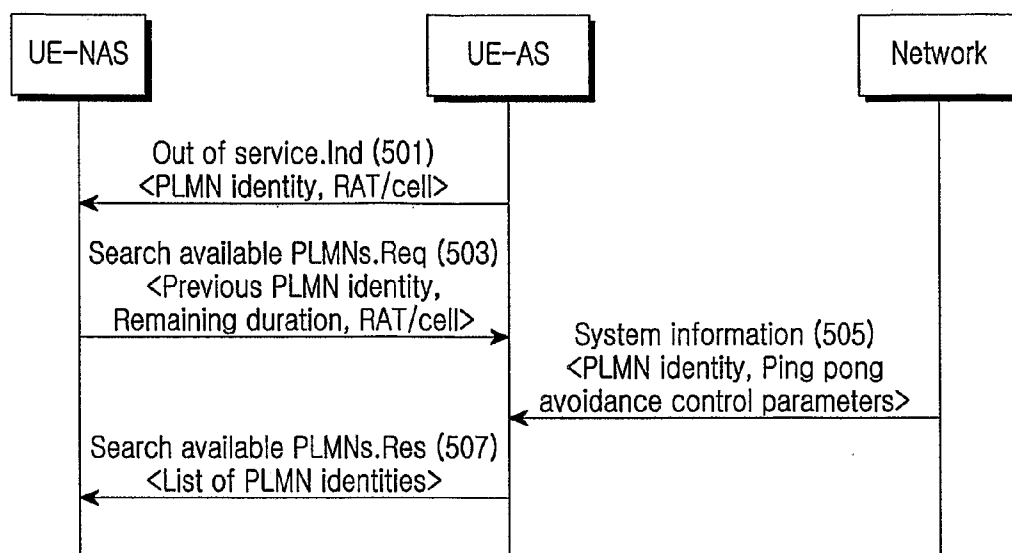 UE-NAS
UE-AS
Network
Out of service.Ind (501)
<PLMN identity, RAT/cell>
Search available PLMNs.Req (503)
<Previous PLMN identity,
Remaining duration, RAT/cell>
System information (505)
<PLMN identity, Ping pong
avoidance control parameters>
Search available PLMNs.Res (507)
<List of PLMN identities>